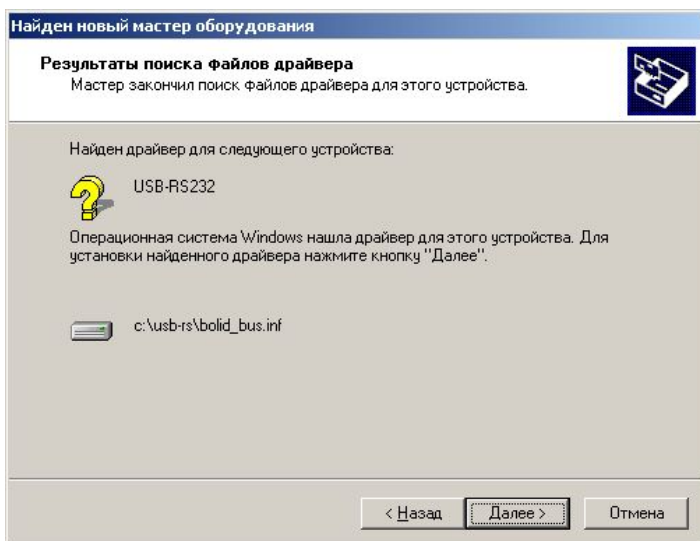 Найден новый мастер оборудования
Результаты поиска файлов драйвера
Мастер закончил поиск файлов драйвера для этого устройства.
Найден драйвер для следующего устройства:
USB-RS232
Операционная система Windows нашла драйвер для этого устройства. Для
установки найденного драйвера нажмите кнопку "Далее".
c:\usb-rs\bolid_bus.inf
< Назад Далее > Отмена